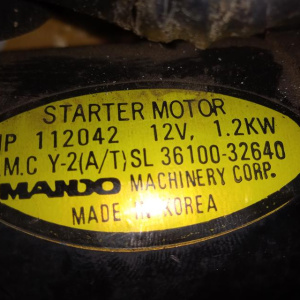 STARTER MOTOR
112042 12V, 1.2KW
.M.C Y-2(A/T)SL 36100-32640
MANDO MACHINERY CORP.
MADE IN KOREA